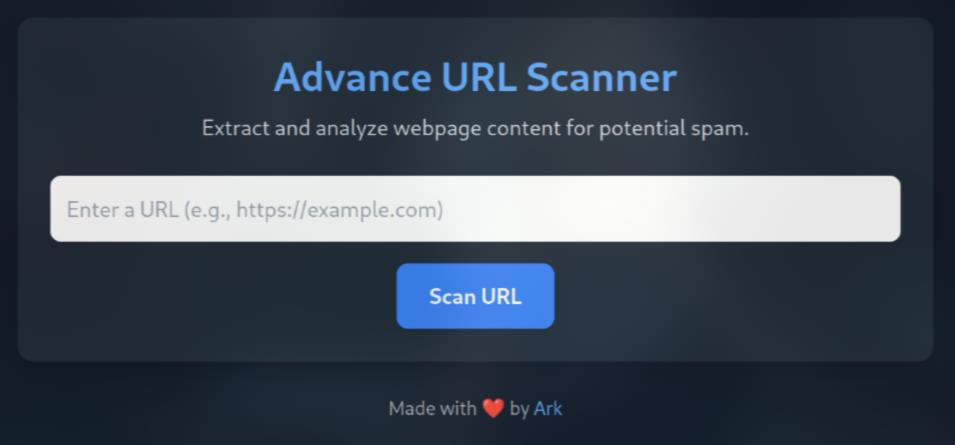 Advance URL Scanner
Extract and analyze webpage content for potential spam.
Enter a URL (e.g., https://example.com)
Scan URL
Made with ❤️ by Ark